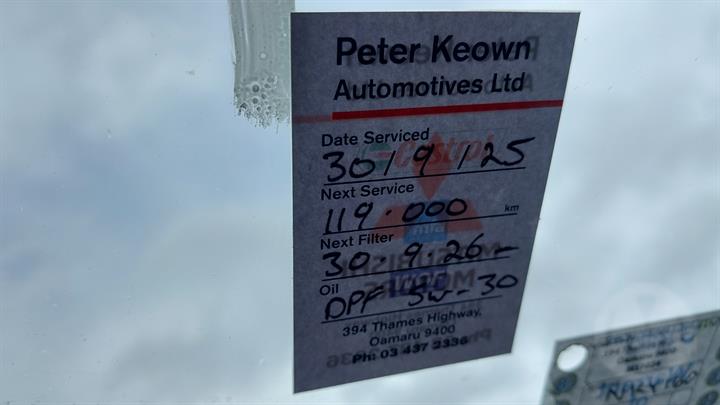 Peter Keown
Automotives Ltd
Date Serviced
30/9/25
Next Service
119.000 km
Next Filter
30.9.26-
Oil
DPF 5w-30
394 Thames Highway,
Oamaru 9400
Ph: 03 437 2336